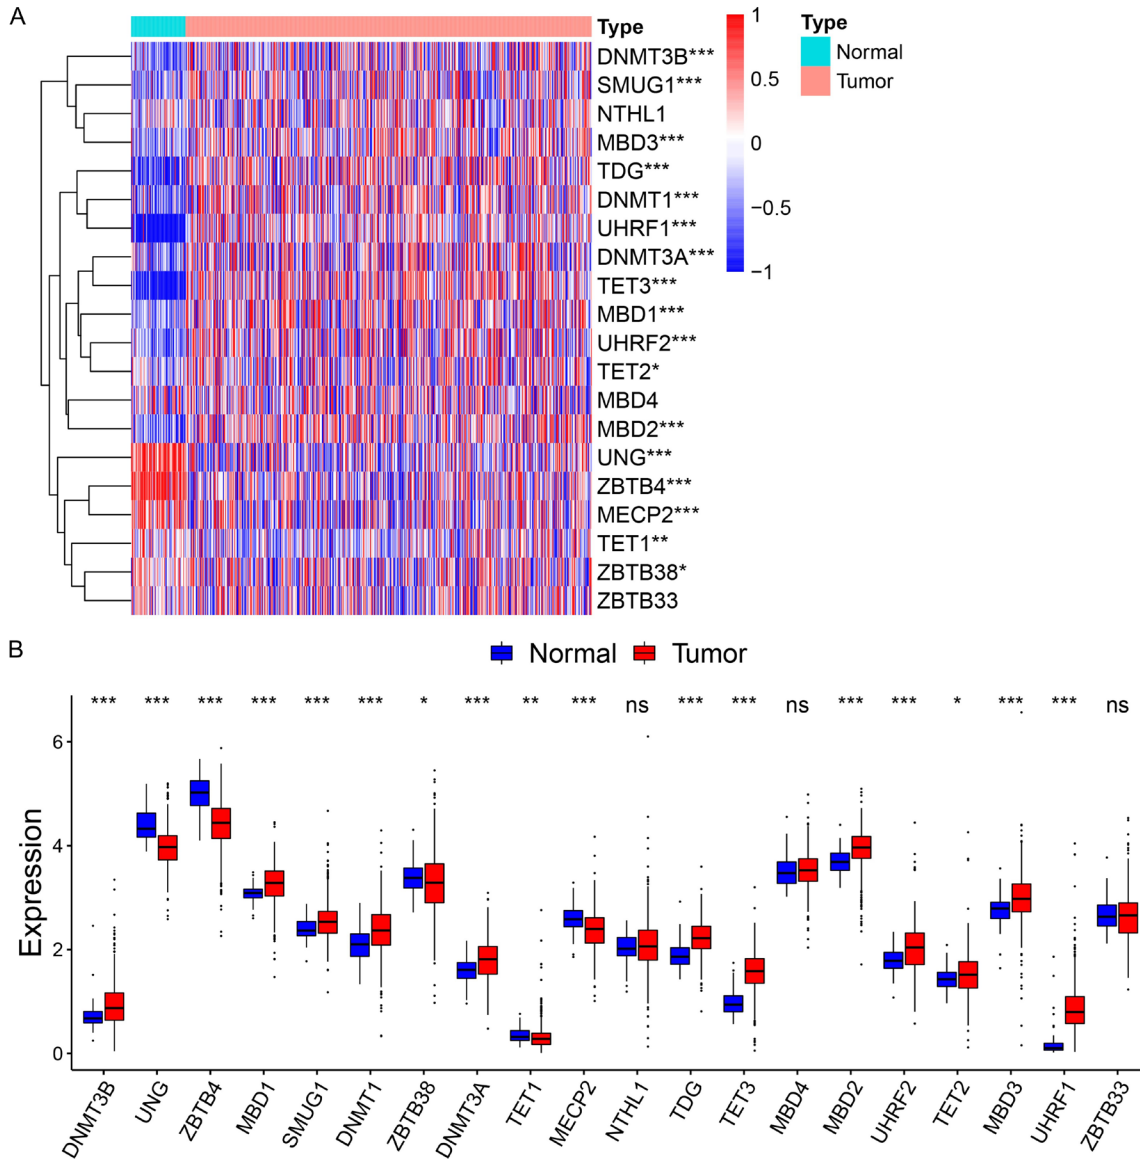 A
Type
DNMT3B***
SMUG1***
NTHL1
MBD3***
TDG***
DNMT1***
UHRF1***
DNMT3A***
TET3***
MBD1***
UHRF2***
TET2*
MBD4
MBD2***
UNG***
ZBTB4***
MECP2***
TET1**
ZBTB38*
ZBTB33
1
0.5
0
−0.5
−1
Type
Normal
Tumor
B
Normal Tumor
*** *** *** *** *** *** * *** ** *** ns *** *** ns *** *** * *** *** ns
Expression
6
4
2
0
DNMT3B UNG ZBTB4 MBD1 SMUG1 DNMT1 ZBTB38 DNMT3A TET1 MECP2 NTHL1 TDG TET3 MBD4 MBD2 UHRF2 TET2 MBD3 UHRF1 ZBTB33